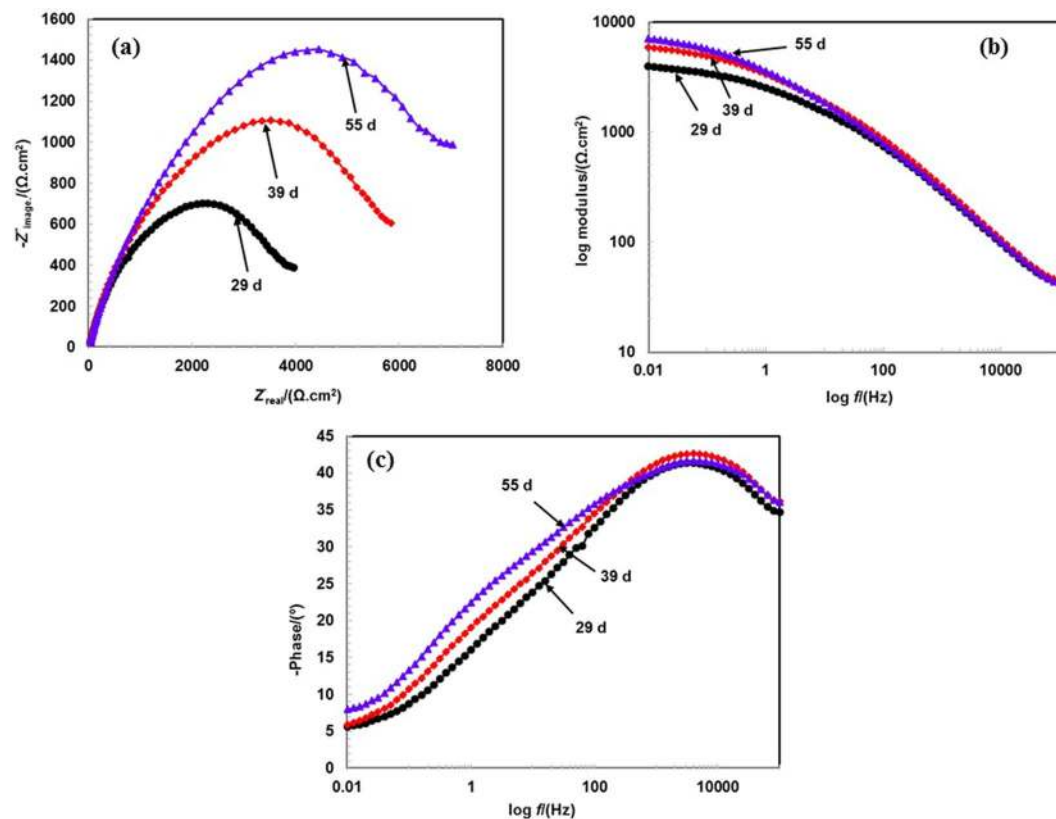 1600
1400
1200
1000
800
600
400
200
0
(a)
55 d
39 d
29 d
0 2000 4000 6000 8000
Zreal/(Ω.cm²)
-Z"image./(Ω.cm²)
10000
1000
100
10
(b)
55 d
39 d
29 d
0.01 1 100 10000
log f/(Hz)
log modulus/(Ω.cm²)
45
40
35
30
25
20
15
10
5
0
(c)
55 d
39 d
29 d
0.01 1 100 10000
log f/(Hz)
-Phase/(°)